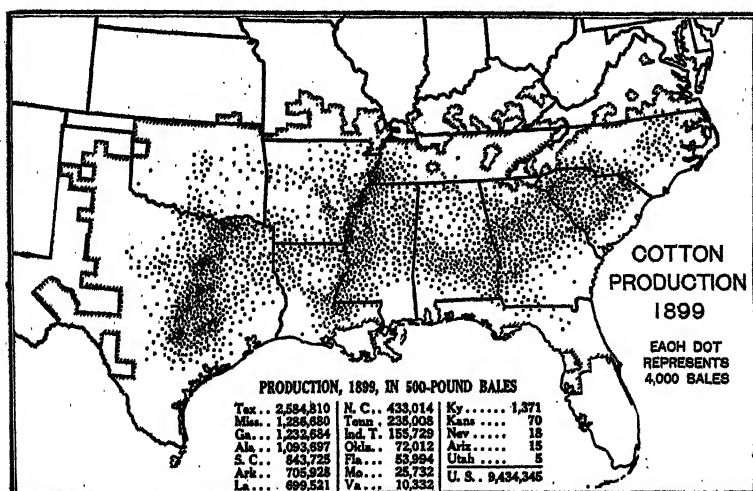 COTTON
PRODUCTION
1899
EACH DOT
REPRESENTS
4,000 BALES
PRODUCTION, 1899, IN 500-POUND BALES
Tex.. 2,584,810
Miss.. 1,286,680
Ga... 1,232,684
Ala.. 1,093,697
S. C.. 843,725
Ark.. 705,928
La... 699,521
N. C.. 433,014
Tenn.. 235,008
Ind. T. 155,729
Okla.. 72,012
Fla... 53,994
Mo... 25,732
Va... 10,332
Ky...... 1,371
Kans.... 70
Nev..... 18
Ariz.... 15
Utah.... 5
U. S.. 9,434,345